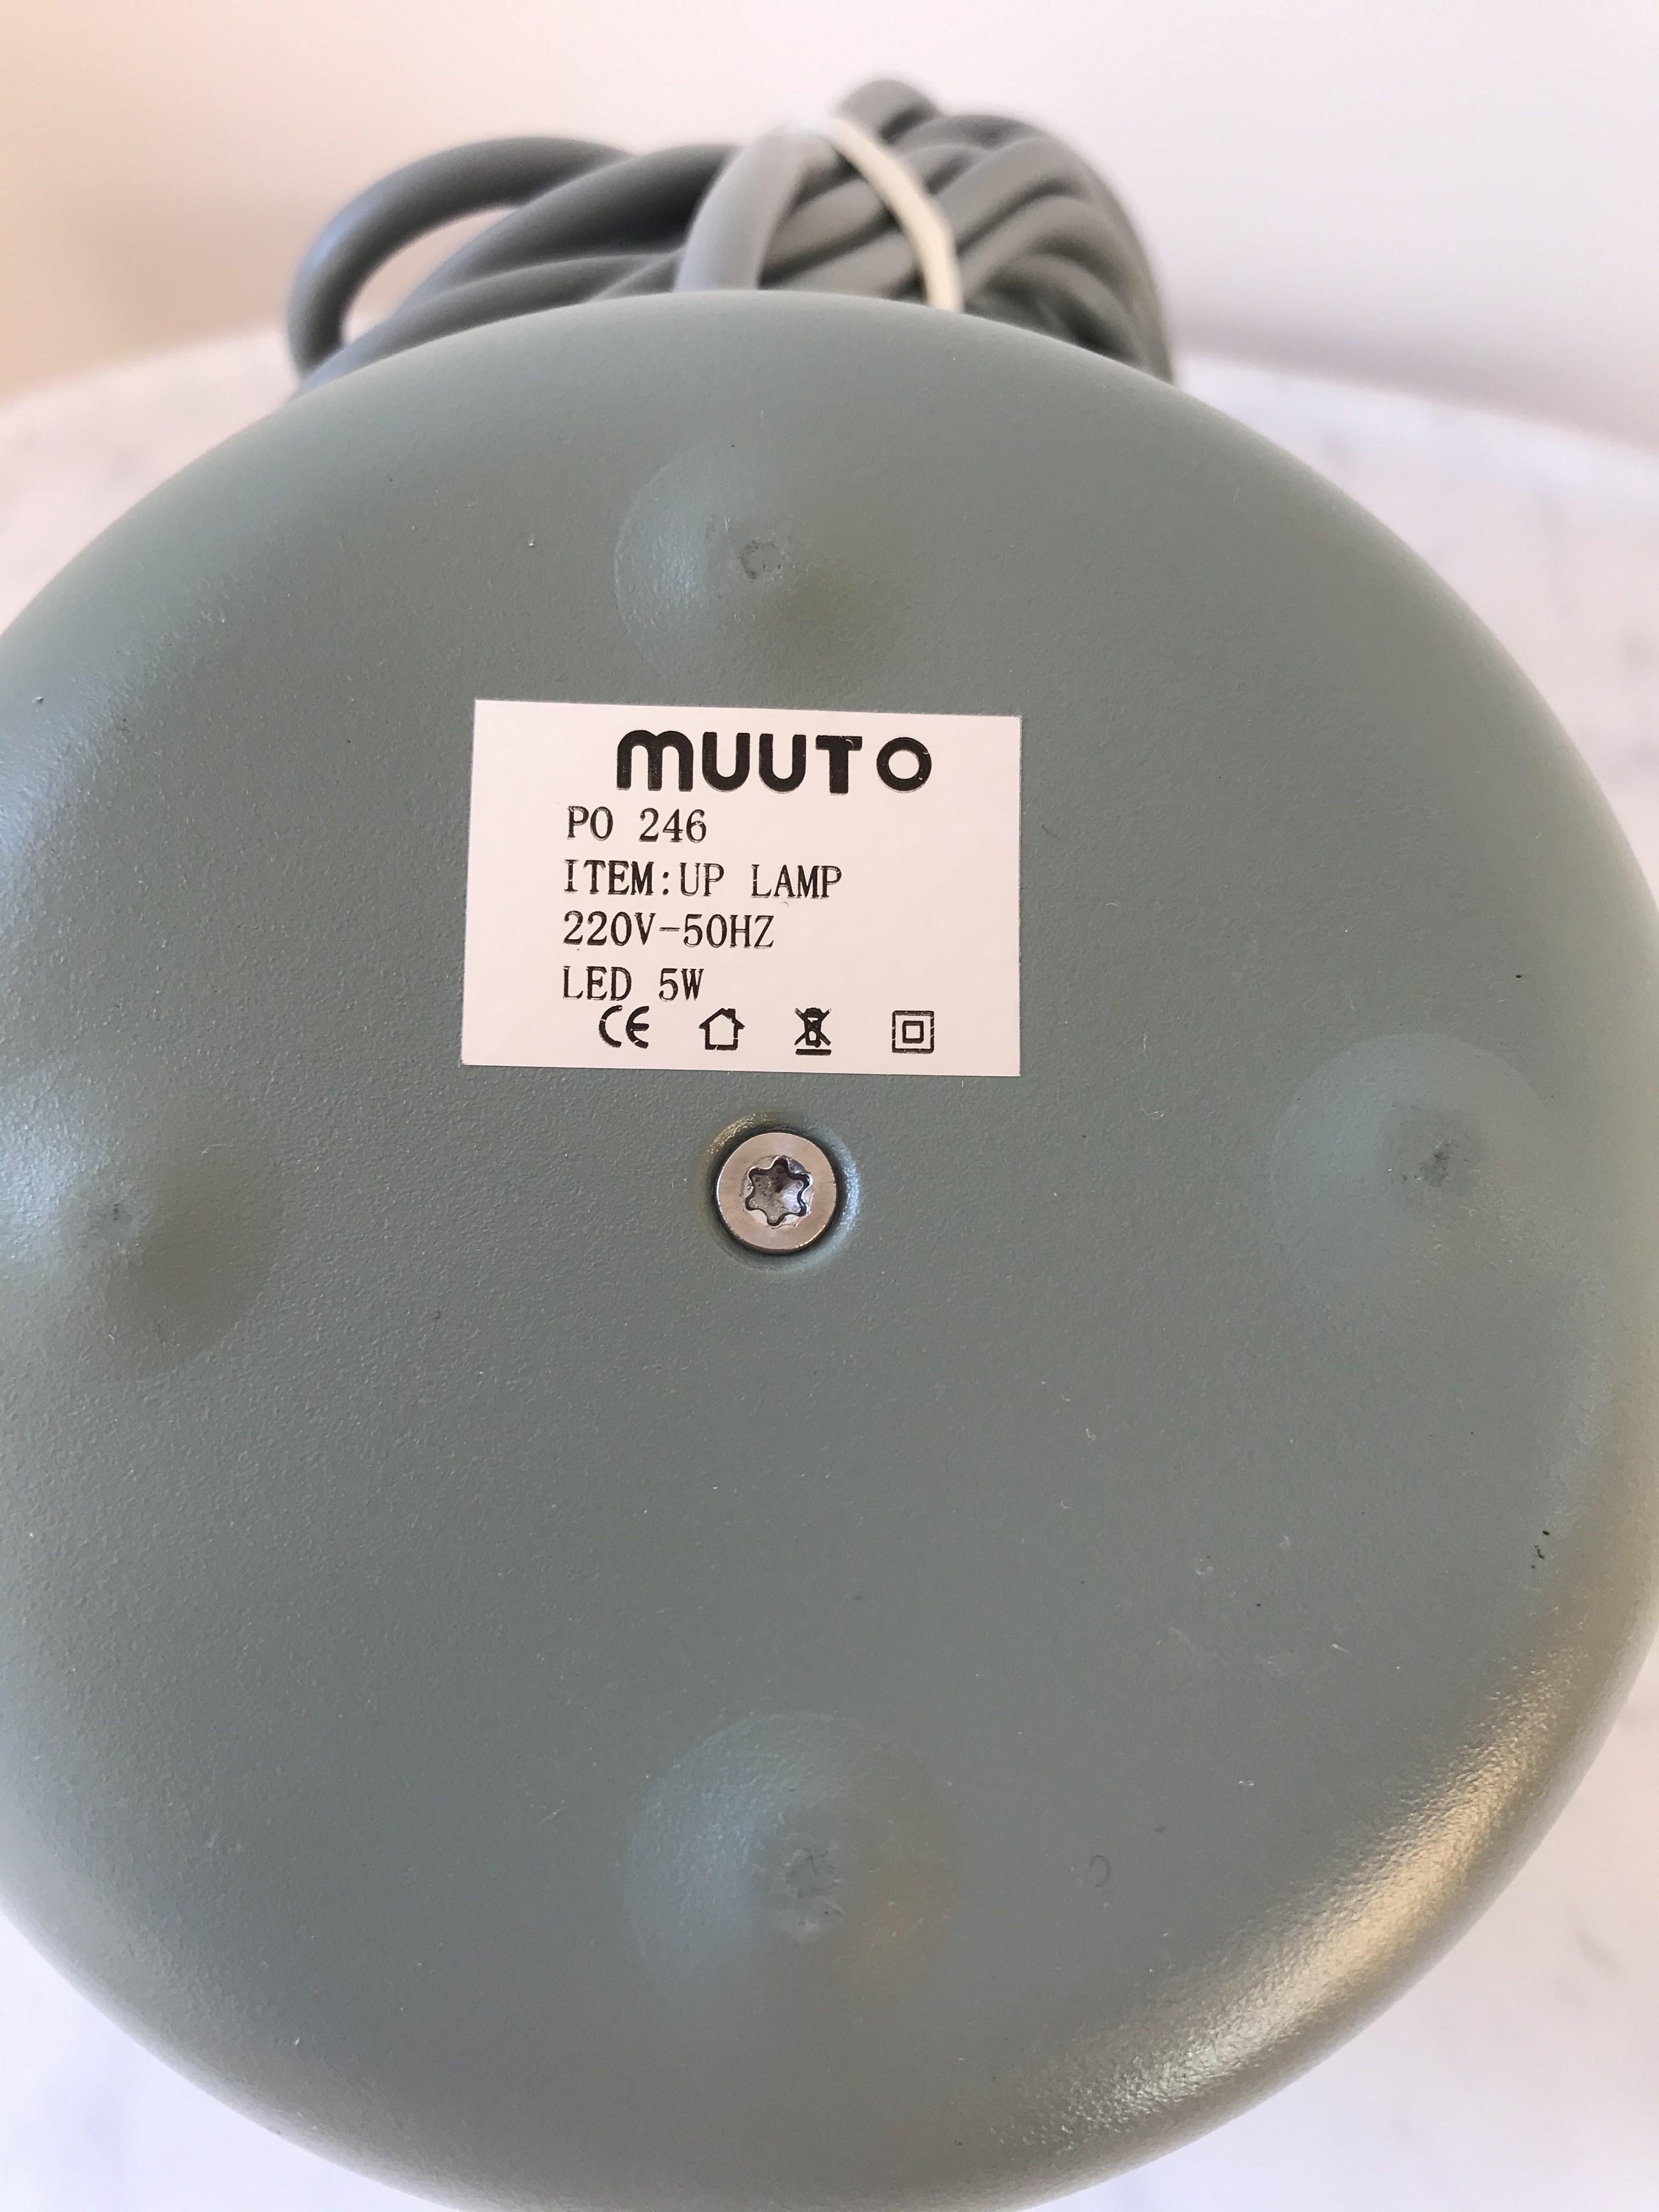 MUUTO
PO 246
ITEM:UP LAMP
220V-50HZ
LED 5W
CE